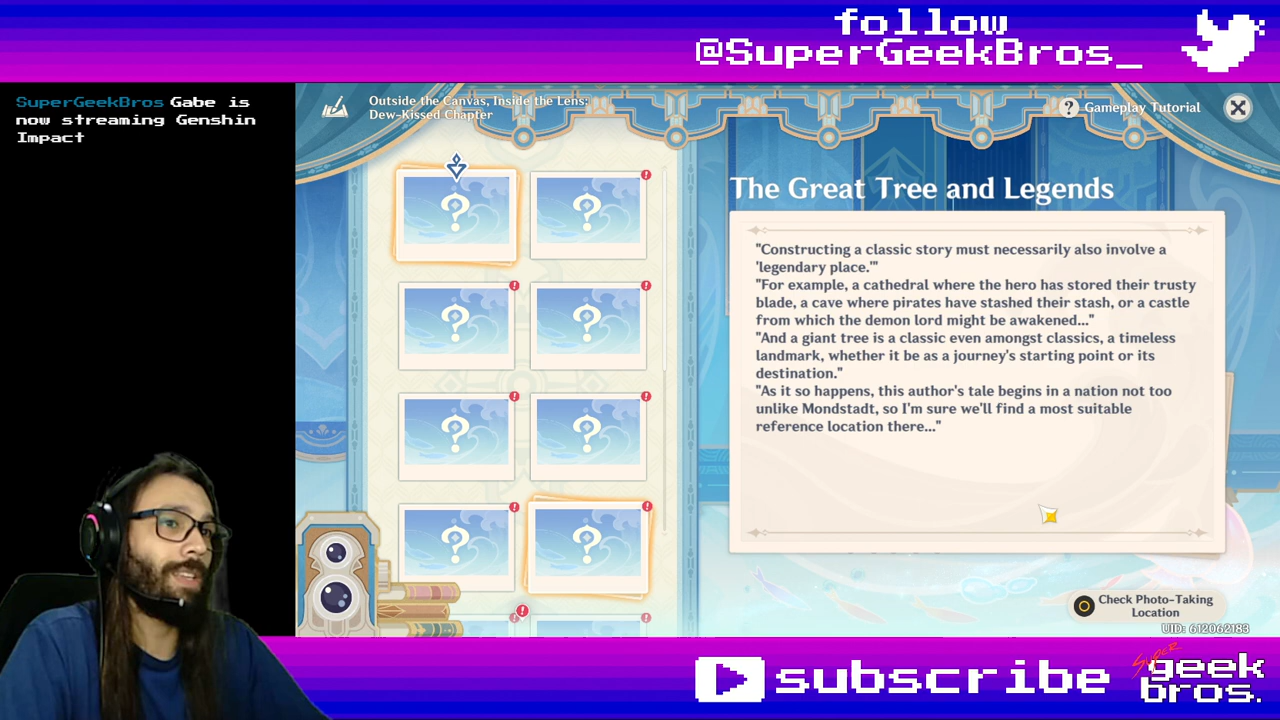 follow
@SuperGeekBros_
SuperGeekBros Gabe is
now streaming Genshin
Impact
Outside the Canvas, Inside the Lens:
Dew-Kissed Chapter
? Gameplay Tutorial
The Great Tree and Legends
"Constructing a classic story must necessarily also involve a
'legendary place.'"
"For example, a cathedral where the hero has stored their trusty
blade, a cave where pirates have stashed their stash, or a castle
from which the demon lord might be awakened..."
"And a giant tree is a classic even amongst classics, a timeless
landmark, whether it be as a journey's starting point or its
destination."
"As it so happens, this author's tale begins in a nation not too
unlike Mondstadt, so I'm sure we'll find a most suitable
reference location there..."
Check Photo-Taking
Location
UID: 612062183
subscribe
SUPER
geek
bros.